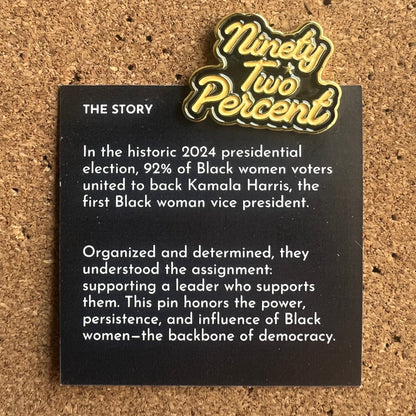 Ninety
Two
Percent
THE STORY
In the historic 2024 presidential
election, 92% of Black women voters
united to back Kamala Harris, the
first Black woman vice president.
Organized and determined, they
understood the assignment:
supporting a leader who supports
them. This pin honors the power,
persistence, and influence of Black
women—the backbone of democracy.